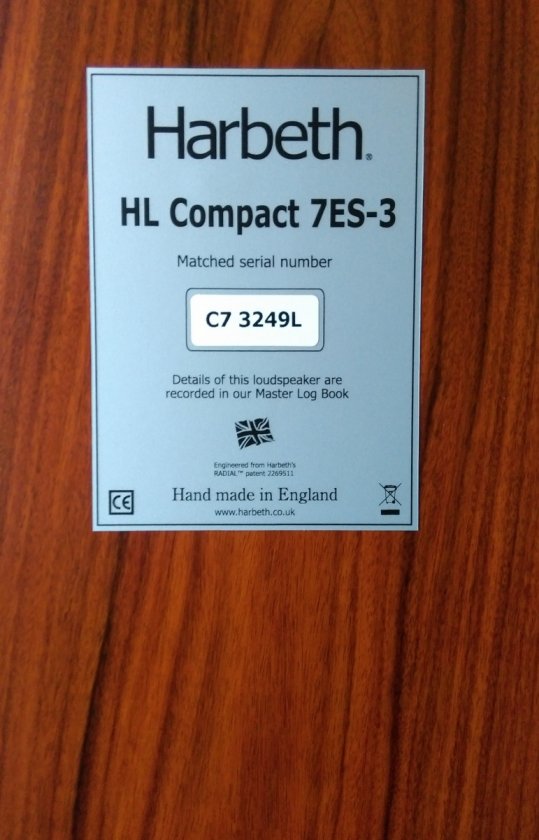 Harbeth®
HL Compact 7ES-3
Matched serial number
C7 3249L
Details of this loudspeaker are
recorded in our Master Log Book
Engineered from Harbeth's
RADIAL™ patent 2269511
Hand made in England
www.harbeth.co.uk
CE